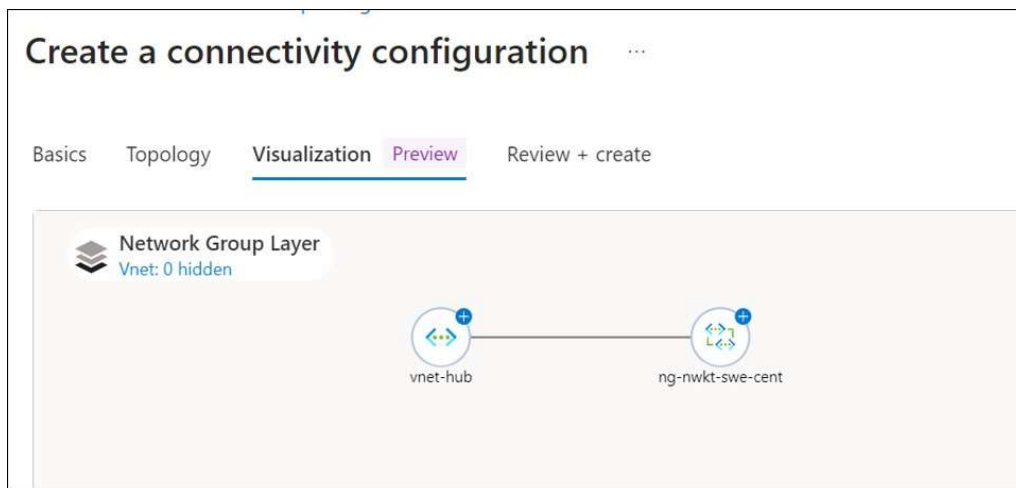 Create a connectivity configuration ...
Basics Topology Visualization Preview Review + create
Network Group Layer
Vnet: 0 hidden
vnet-hub ng-nwkt-swe-cent